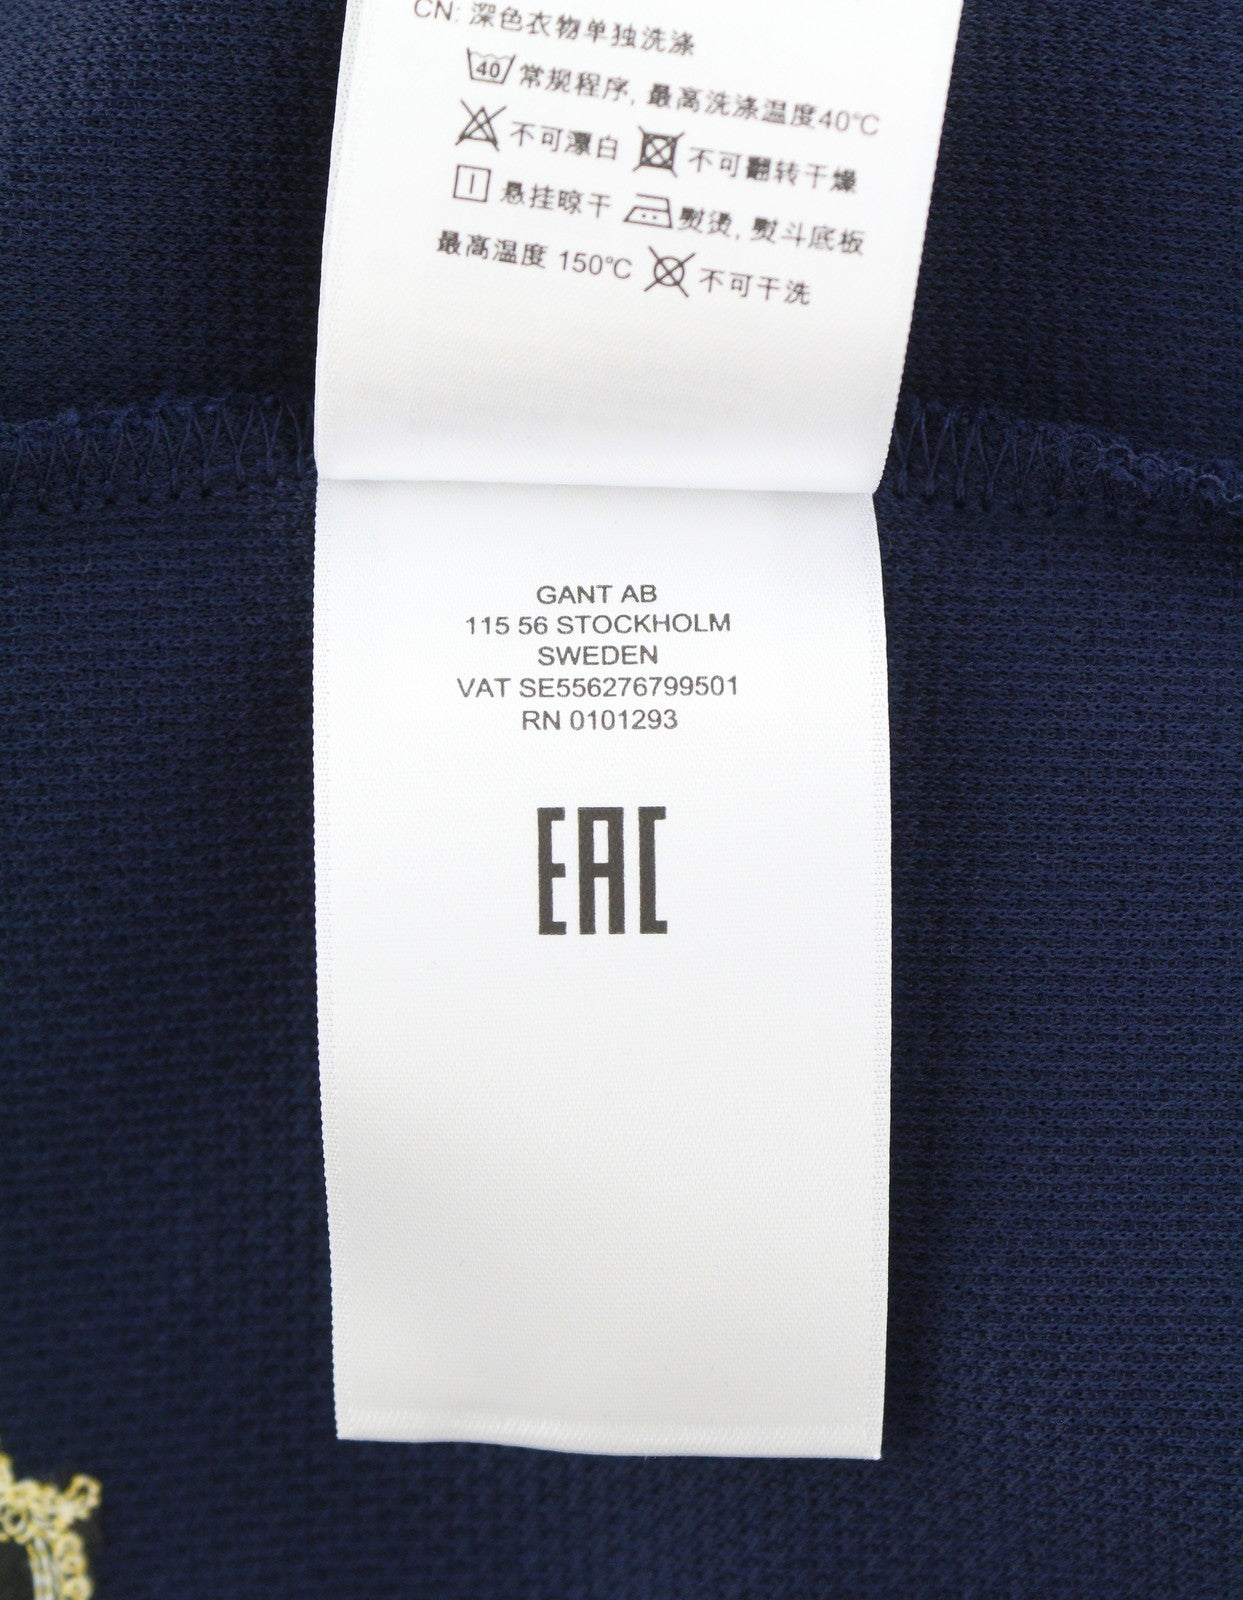 CN: 深色衣物单独洗涤
40 常规程序, 最高洗涤温度40℃
不可漂白 不可翻转干燥
悬挂晾干 熨烫, 熨斗底板
最高温度 150℃ 不可干洗
GANT AB
115 56 STOCKHOLM
SWEDEN
VAT SE556276799501
RN 0101293
EAC